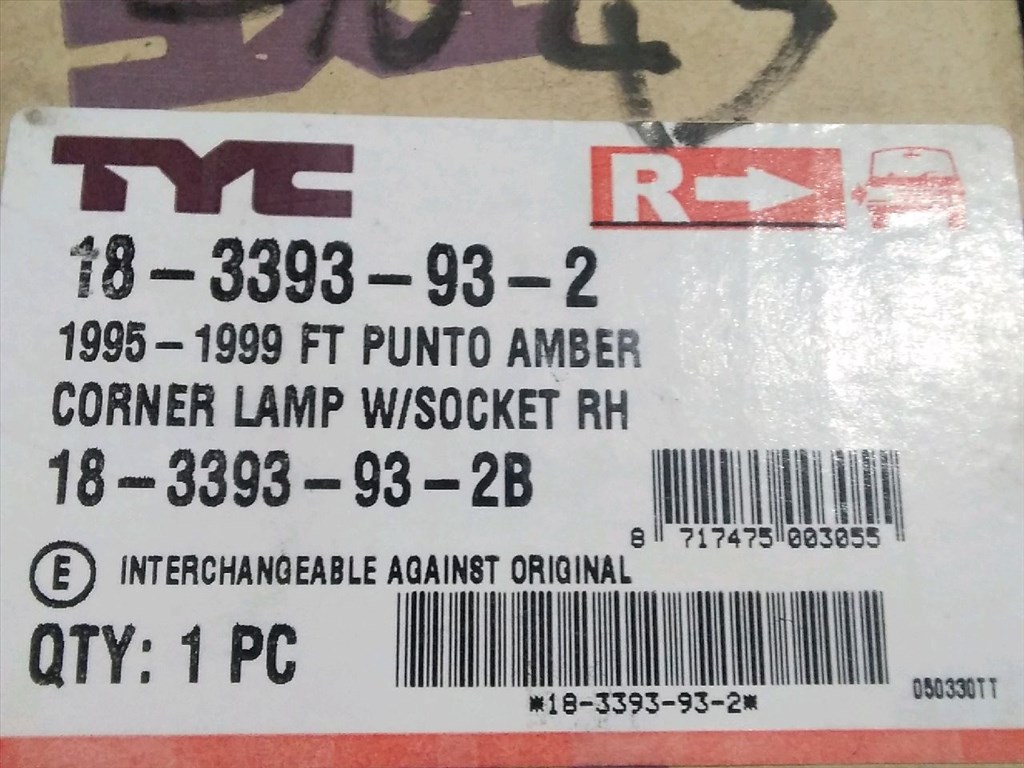 TYC
R
18-3393-93-2
1995-1999 FT PUNTO AMBER
CORNER LAMP W/SOCKET RH
18-3393-93-2B
8 717475 003055
E INTERCHANGEABLE AGAINST ORIGINAL
QTY: 1 PC
*18-3393-93-2*
050330TT